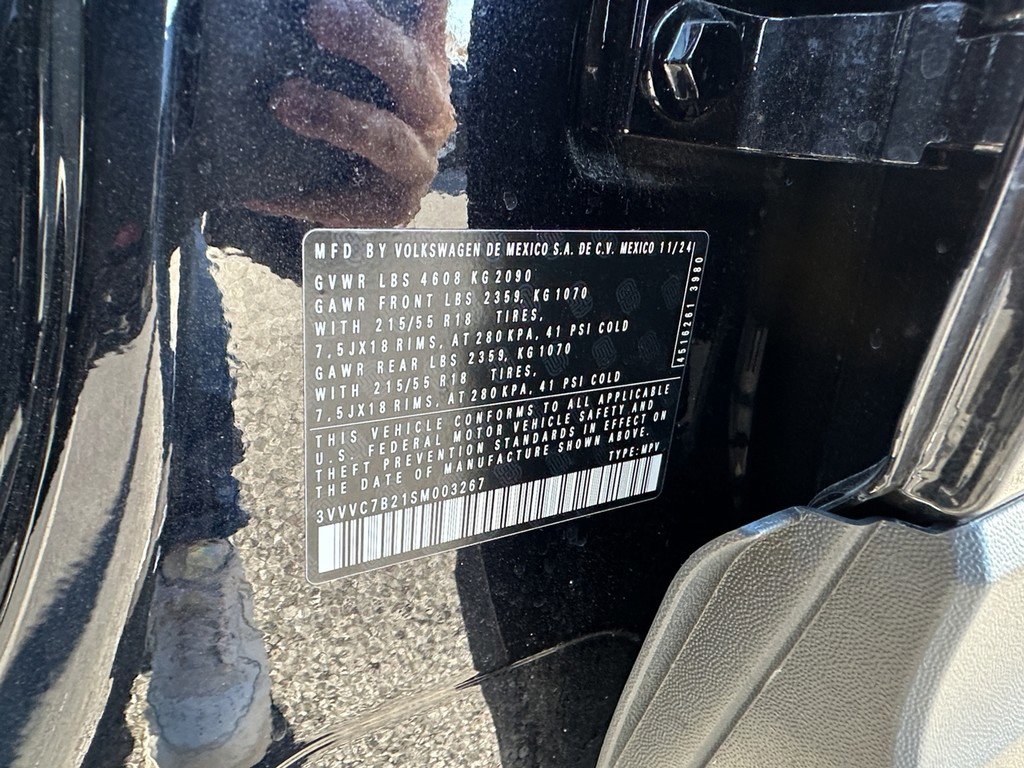 MFD BY VOLKSWAGEN DE MEXICO S.A. DE C.V. MEXICO 11/24
GVWR LBS 4608 KG 2090
GAWR FRONT LBS 2359, KG 1070
WITH 215/55 R18 TIRES,
7,5JX18 RIMS, AT 280 KPA, 41 PSI COLD
GAWR REAR LBS 2359, KG 1070
WITH 215/55 R18 TIRES,
7,5JX18 RIMS, AT 280 KPA, 41 PSI COLD
4516261 3980
THIS VEHICLE CONFORMS TO ALL APPLICABLE
U.S. FEDERAL MOTOR VEHICLE SAFETY AND
THEFT PREVENTION STANDARDS IN EFFECT ON
THE DATE OF MANUFACTURE SHOWN ABOVE.
3VVVC7B21SM003267 TYPE: MPV